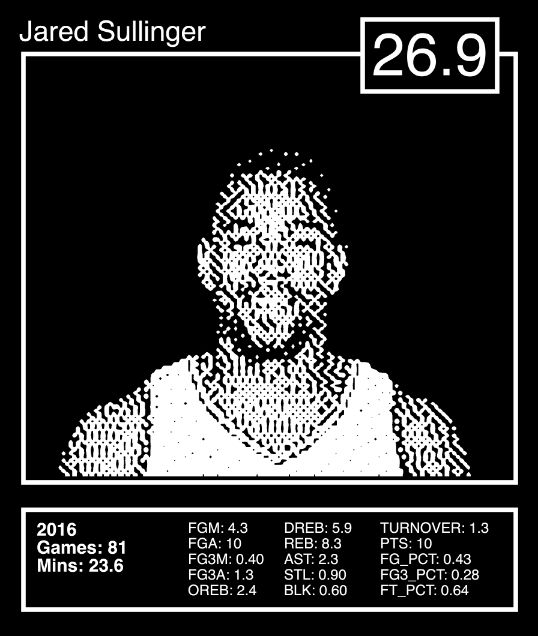 Jared Sullinger
26.9
2016
Games: 81
Mins: 23.6
FGM: 4.3
FGA: 10
FG3M: 0.40
FG3A: 1.3
OREB: 2.4
DREB: 5.9
REB: 8.3
AST: 2.3
STL: 0.90
BLK: 0.60
TURNOVER: 1.3
PTS: 10
FG_PCT: 0.43
FG3_PCT: 0.28
FT_PCT: 0.64